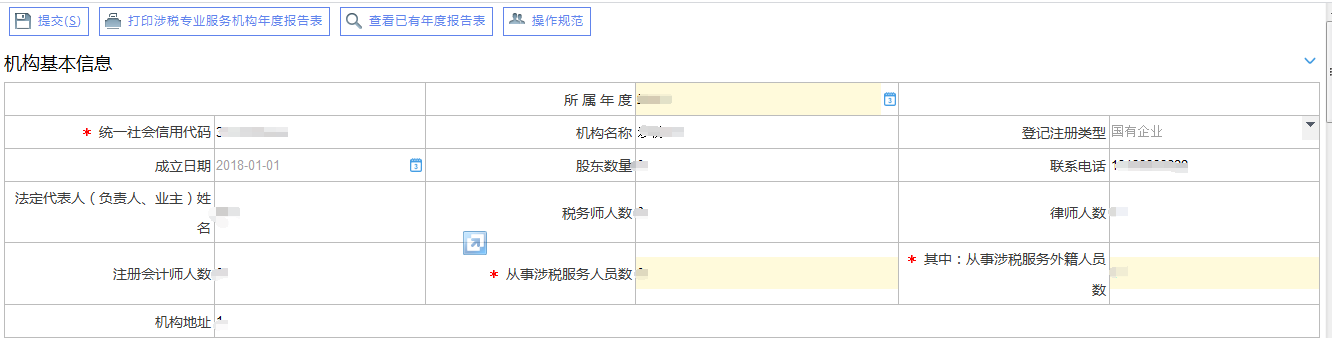 提交(S) 打印涉税专业服务机构年度报告表 查看已有年度报告表 操作规范
机构基本信息
所属年度
* 统一社会信用代码 机构名称 登记注册类型 国有企业
成立日期 2018-01-01 股东数量 联系电话
法定代表人（负责人、业主）姓
名
税务师人数 律师人数
注册会计师人数 * 从事涉税服务人员数 * 其中：从事涉税服务外籍人员
数
机构地址